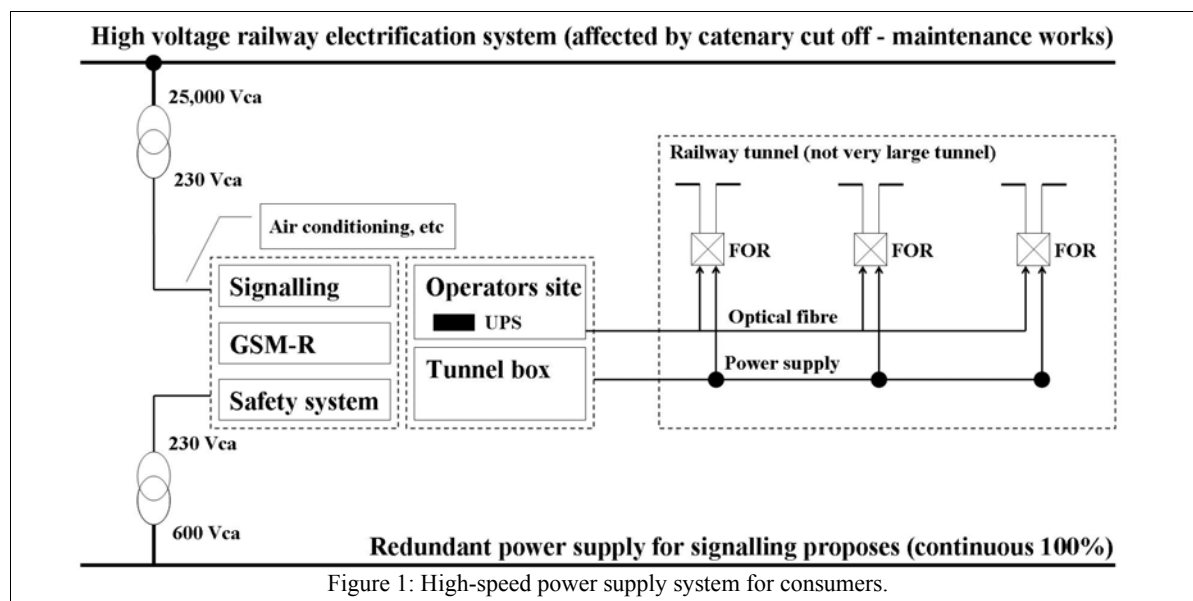 High voltage railway electrification system (affected by catenary cut off - maintenance works)
25,000 Vca
230 Vca
Air conditioning, etc
Railway tunnel (not very large tunnel)
FOR
FOR
FOR
Signalling
GSM-R
Safety system
Operators site
UPS
Tunnel box
Optical fibre
Power supply
230 Vca
600 Vca
Redundant power supply for signalling proposes (continuous 100%)
Figure 1: High-speed power supply system for consumers.